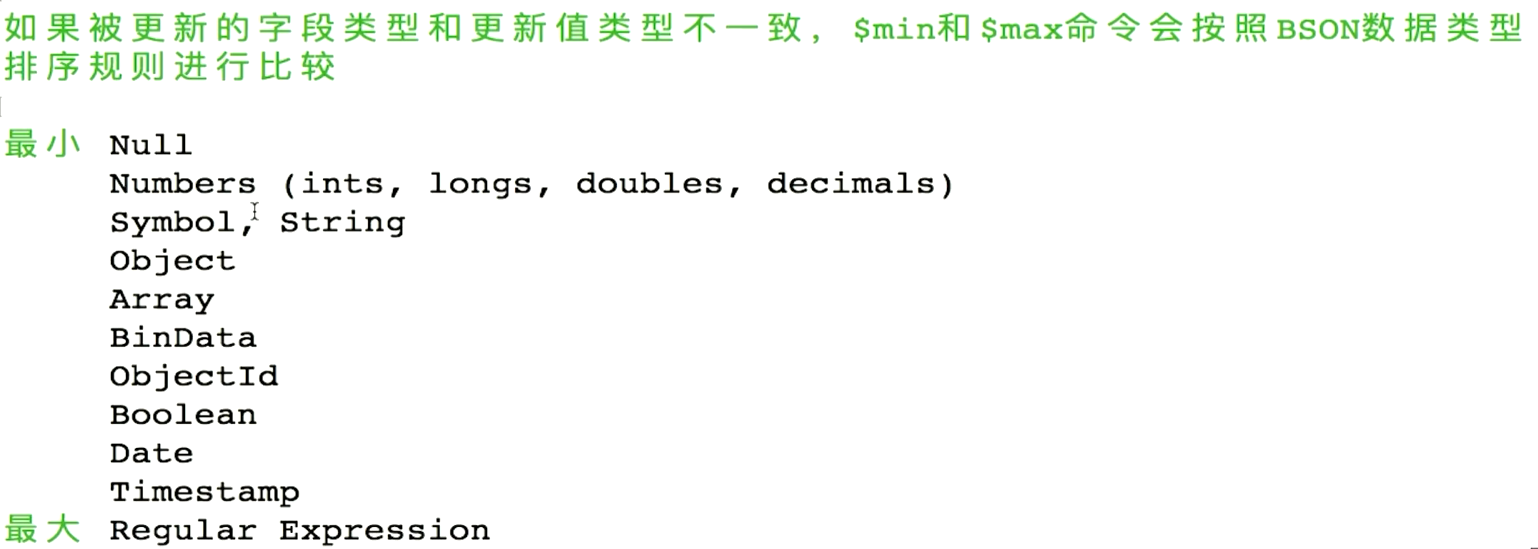 如果被更新的字段类型和更新值类型不一致，$min和$max命令会按照BSON数据类型
排序规则进行比较
最小 Null
Numbers (ints, longs, doubles, decimals)
Symbol, String
Object
Array
BinData
ObjectId
Boolean
Date
Timestamp
最大 Regular Expression